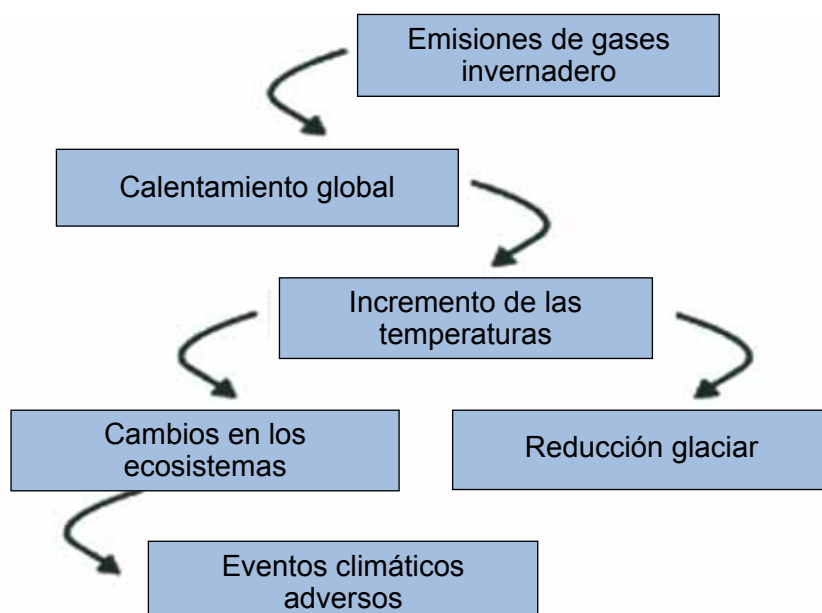 Emisiones de gases
invernadero
Calentamiento global
Incremento de las
temperaturas
Cambios en los
ecosistemas
Reducción glaciar
Eventos climáticos
adversos